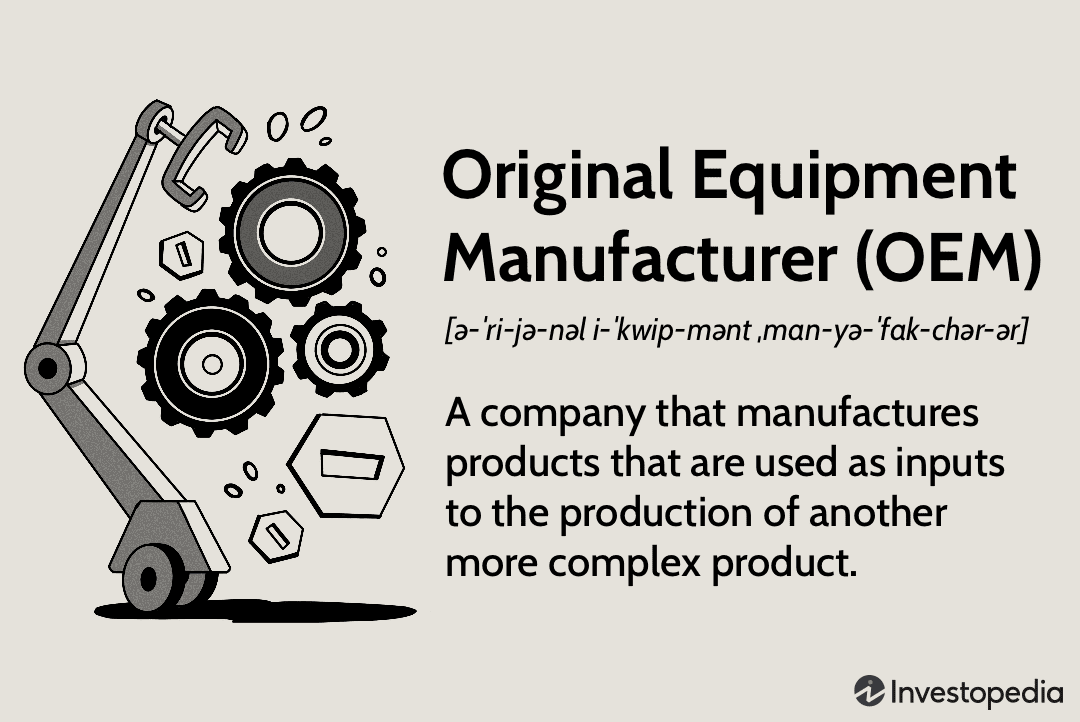 Original Equipment
Manufacturer (OEM)
[ə-ˈri-jə-nəl i-ˈkwip-mənt ˌman-yə-ˈfak-chər-ər]
A company that manufactures
products that are used as inputs
to the production of another
more complex product.
Investopedia